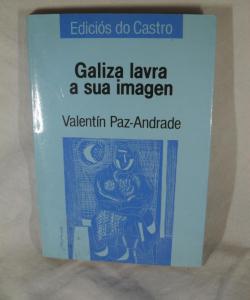 Ediciós do Castro
Galiza lavra
a sua imagen
Valentín Paz-Andrade